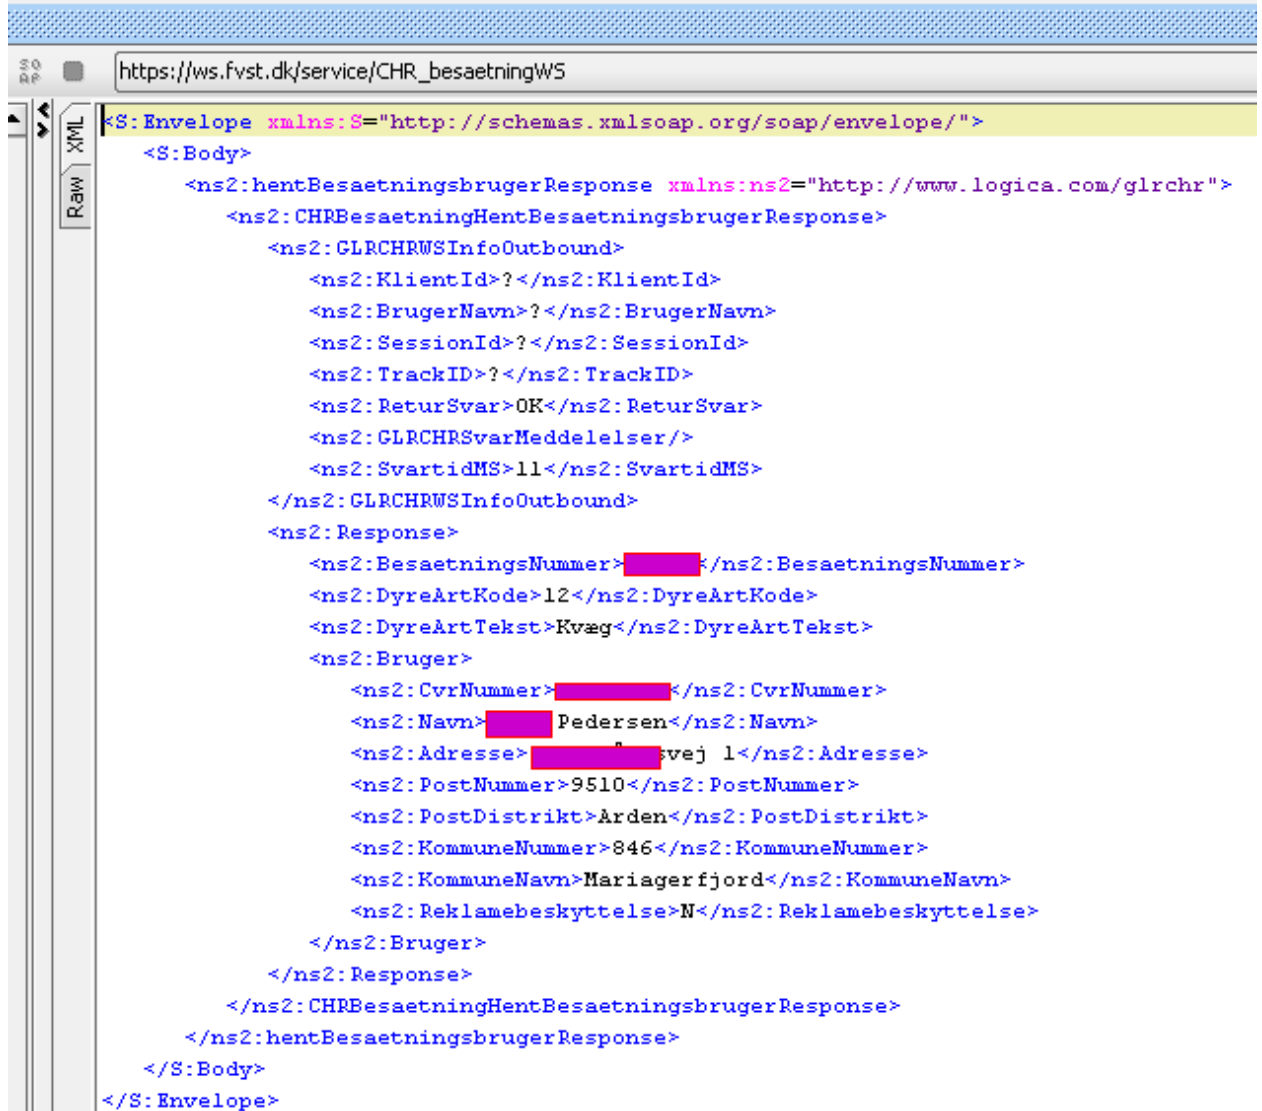 SO
AP
https://ws.fvst.dk/service/CHR_besaetningWS
XML
Raw
<S:Envelope xmlns:S="http://schemas.xmlsoap.org/soap/envelope/">
<S:Body>
<ns2:hentBesaetningsbrugerResponse xmlns:ns2="http://www.logica.com/glrchr">
<ns2:CHRBesaetningHentBesaetningsbrugerResponse>
<ns2:GLRCHRWSInfoOutbound>
<ns2:KlientId>?</ns2:KlientId>
<ns2:BrugerNavn>?</ns2:BrugerNavn>
<ns2:SessionId>?</ns2:SessionId>
<ns2:TrackID>?</ns2:TrackID>
<ns2:ReturSvar>OK</ns2:ReturSvar>
<ns2:GLRCHRSvarMeddelelser/>
<ns2:SvartidMS>11</ns2:SvartidMS>
</ns2:GLRCHRWSInfoOutbound>
<ns2:Response>
<ns2:BesaetningsNummer></ns2:BesaetningsNummer>
<ns2:DyreArtKode>12</ns2:DyreArtKode>
<ns2:DyreArtTekst>Kvæg</ns2:DyreArtTekst>
<ns2:Bruger>
<ns2:CvrNummer></ns2:CvrNummer>
<ns2:Navn> Pedersen</ns2:Navn>
<ns2:Adresse> svej 1</ns2:Adresse>
<ns2:PostNummer>9510</ns2:PostNummer>
<ns2:PostDistrikt>Arden</ns2:PostDistrikt>
<ns2:KommuneNummer>846</ns2:KommuneNummer>
<ns2:KommuneNavn>Mariagerfjord</ns2:KommuneNavn>
<ns2:Reklamebeskyttelse>N</ns2:Reklamebeskyttelse>
</ns2:Bruger>
</ns2:Response>
</ns2:CHRBesaetningHentBesaetningsbrugerResponse>
</ns2:hentBesaetningsbrugerResponse>
</S:Body>
</S:Envelope>